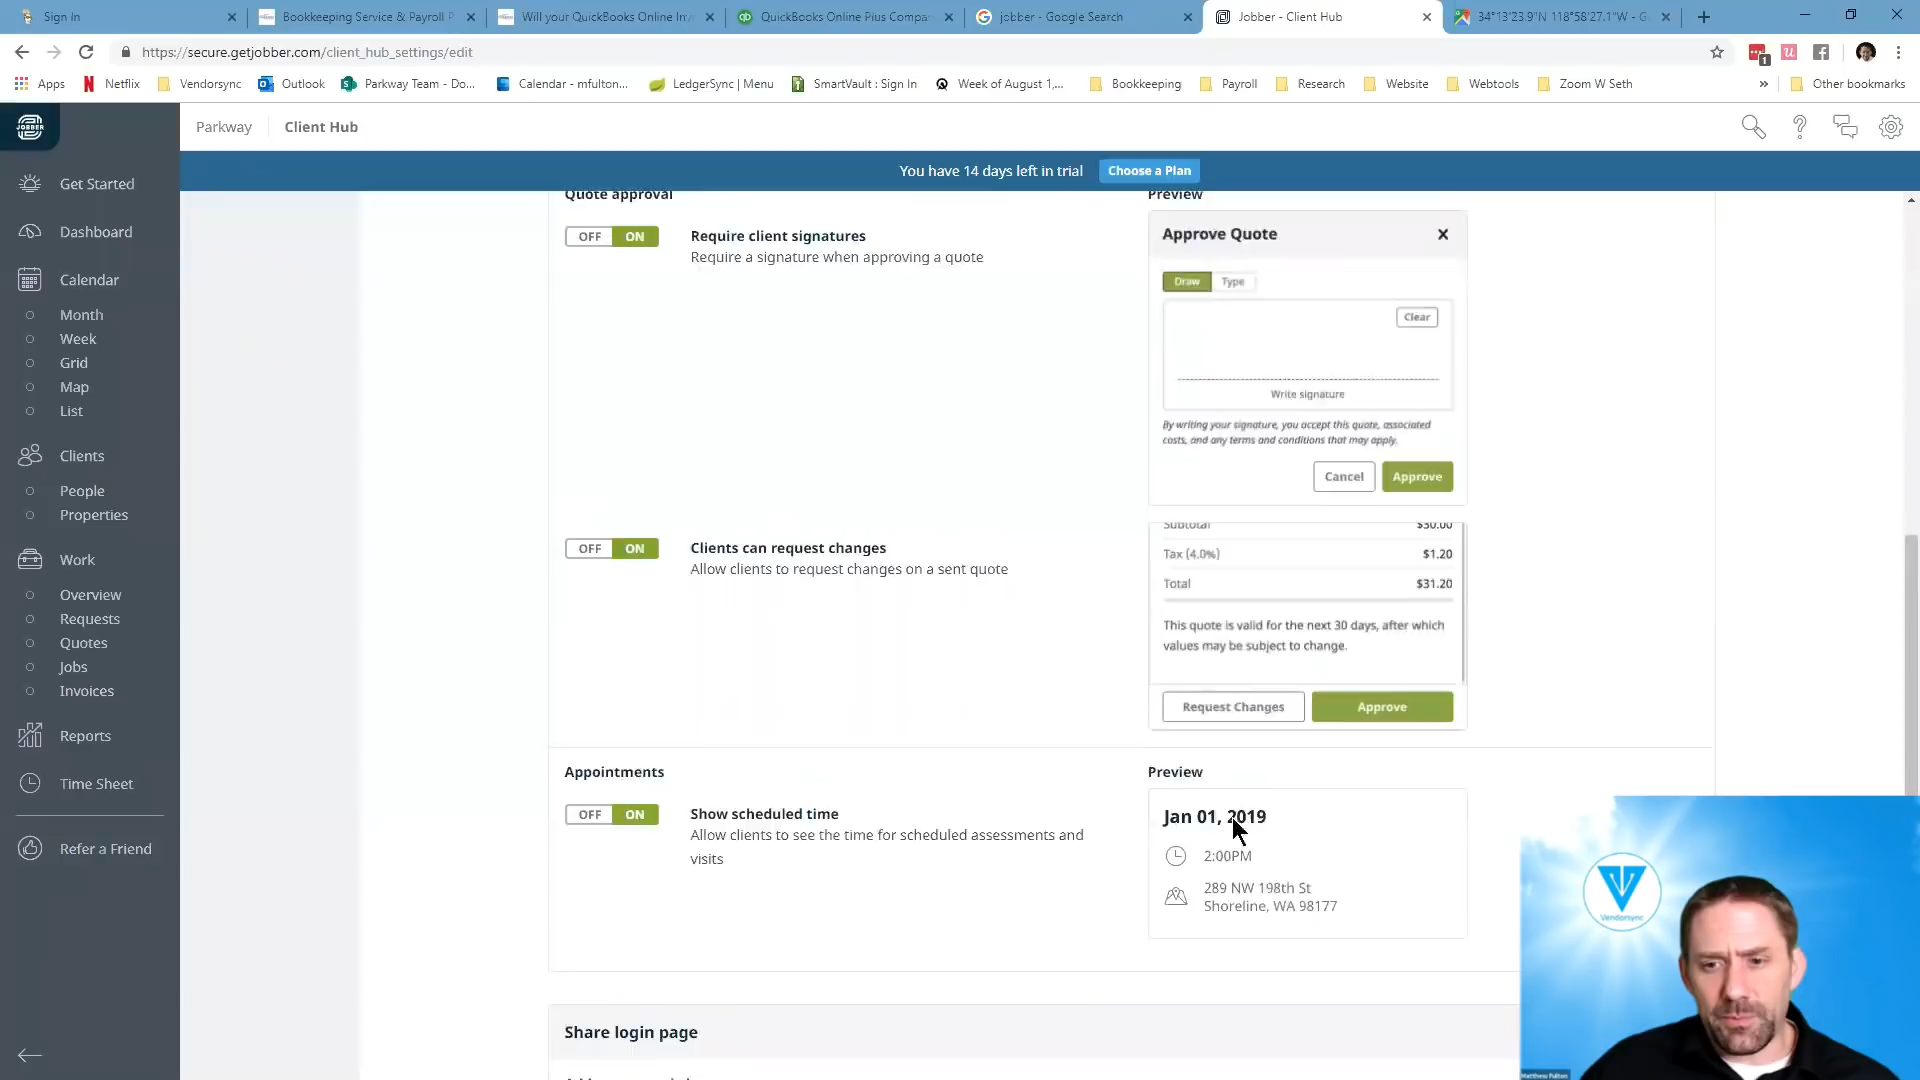 Sign In
Bookkeeping Service & Payroll P
Will your QuickBooks Online Inv
QuickBooks Online Plus Compa
jobber - Google Search
Jobber - Client Hub
34°13'23.9"N 118°58'27.1"W - G
https://secure.getjobber.com/client_hub_settings/edit
1
Apps
Netflix
Vendorsync
Outlook
Parkway Team - Do...
Calendar - mfulton...
LedgerSync | Menu
SmartVault : Sign In
Week of August 1,...
Bookkeeping
Payroll
Research
Website
Webtools
Zoom W Seth
»
Other bookmarks
JOBBER
Parkway
Client Hub
You have 14 days left in trial
Choose a Plan
Get Started
Dashboard
Calendar
Month
Week
Grid
Map
List
Clients
People
Properties
Work
Overview
Requests
Quotes
Jobs
Invoices
Reports
Time Sheet
Refer a Friend
Quote approval
OFF ON
Require client signatures
Require a signature when approving a quote
Preview
Approve Quote
Draw Type
Clear
Write signature
By writing your signature, you accept this quote, associated
costs, and any terms and conditions that may apply.
Cancel Approve
OFF ON
Clients can request changes
Allow clients to request changes on a sent quote
Subtotal $30.00
Tax (4.0%) $1.20
Total $31.20
This quote is valid for the next 30 days, after which
values may be subject to change.
Request Changes Approve
Appointments
OFF ON
Show scheduled time
Allow clients to see the time for scheduled assessments and
visits
Preview
Jan 01, 2019
2:00PM
289 NW 198th St
Shoreline, WA 98177
Share login page
Vendorsync
Matthew Fulton